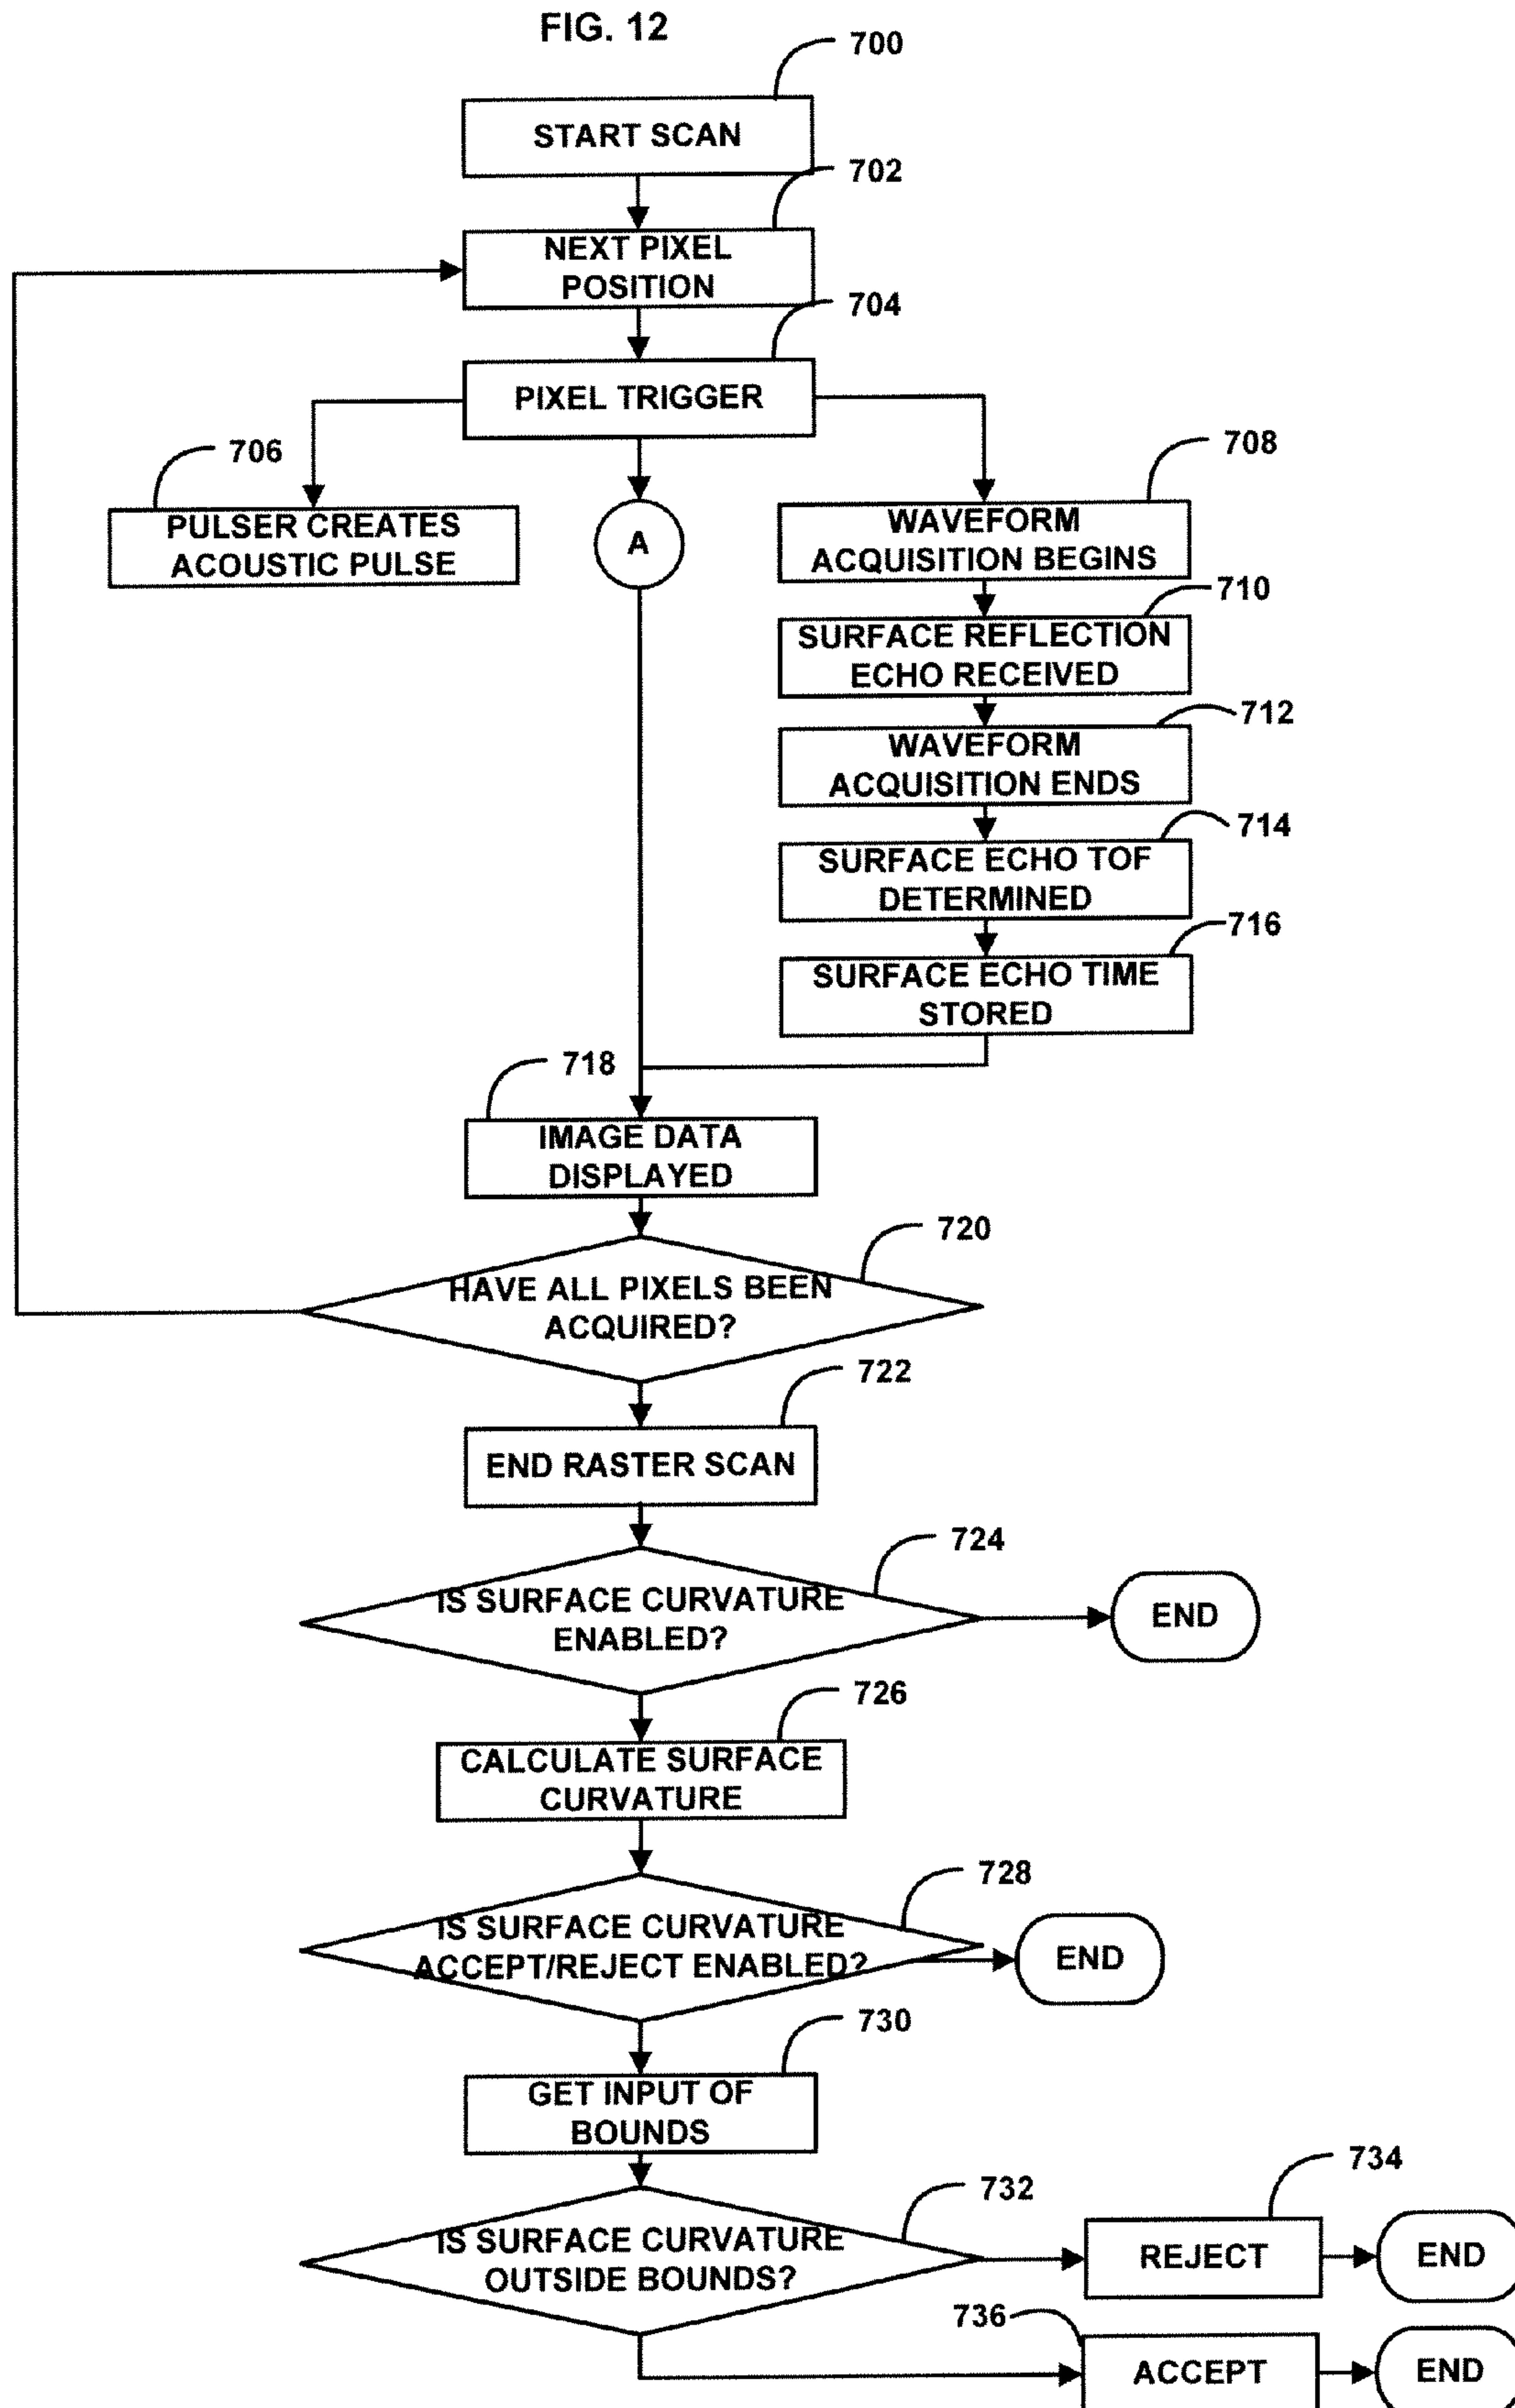 FIG. 12
700
START SCAN
702
NEXT PIXEL
POSITION
704
PIXEL TRIGGER
706
PULSER CREATES
ACOUSTIC PULSE
A
708
WAVEFORM
ACQUISITION BEGINS
710
SURFACE REFLECTION
ECHO RECEIVED
712
WAVEFORM
ACQUISITION ENDS
714
SURFACE ECHO TOF
DETERMINED
716
SURFACE ECHO TIME
STORED
718
IMAGE DATA
DISPLAYED
720
HAVE ALL PIXELS BEEN
ACQUIRED?
722
END RASTER SCAN
724
IS SURFACE CURVATURE
ENABLED?
END
726
CALCULATE SURFACE
CURVATURE
728
IS SURFACE CURVATURE
ACCEPT/REJECT ENABLED?
END
730
GET INPUT OF
BOUNDS
732
IS SURFACE CURVATURE
OUTSIDE BOUNDS?
734
REJECT
END
736
ACCEPT
END